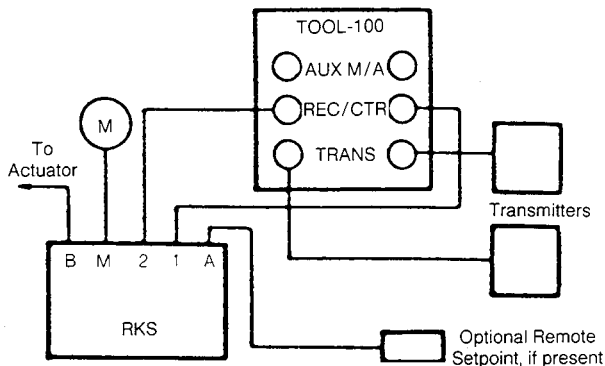 TOOL-100
AUX M/A
REC/CTR
TRANS
M
To
Actuator
Transmitters
B M 2 1 A
RKS
Optional Remote
Setpoint, if present